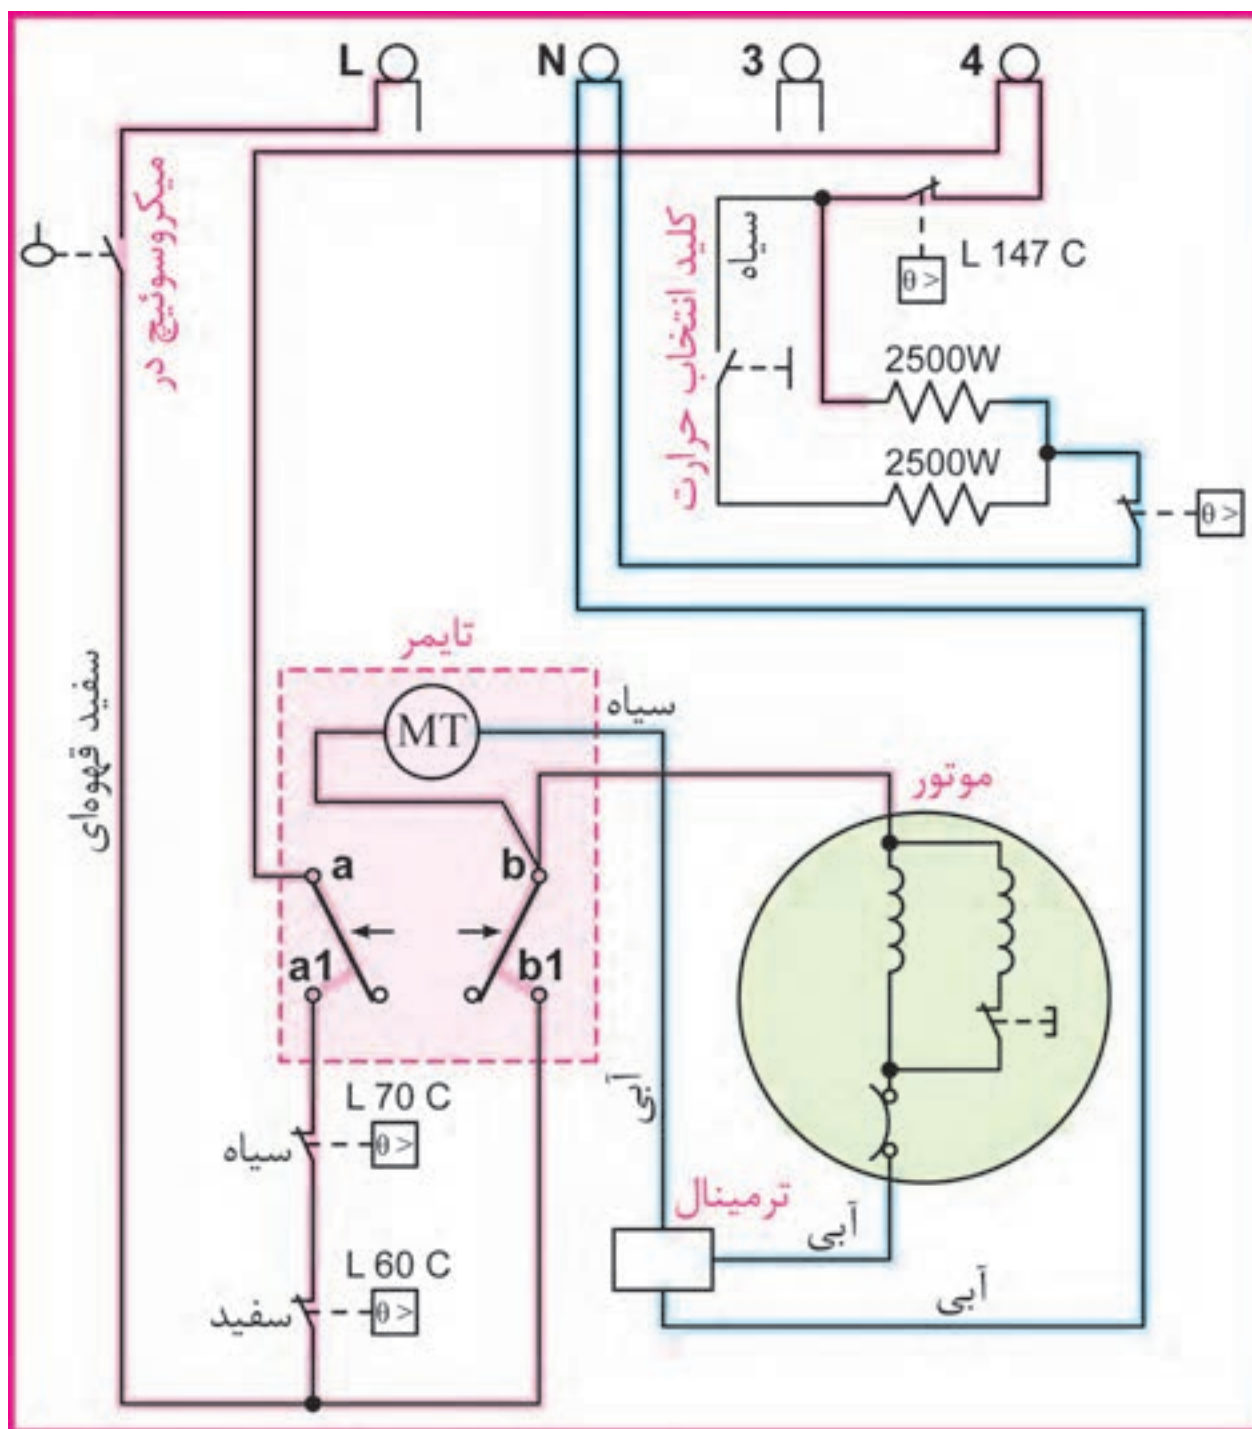 L N 3 4
میکروسوئیچ در
کلید انتخاب حرارت
سیاه
L 147 C
θ >
2500W
2500W
θ >
سفید قهوه‌ای
تایمر
MT
سیاه
موتور
a b
a1 b1
آبی
L 70 C
سیاه
θ >
ترمینال
آبی
L 60 C
سفید
θ >
آبی